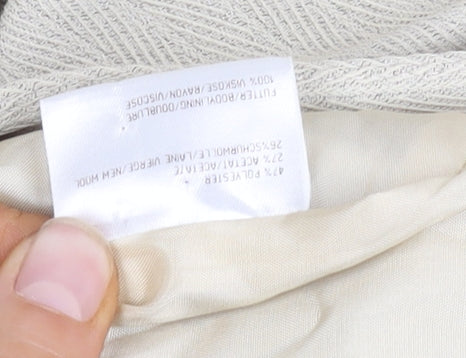 47% POLYESTER
27% ACETAT/ACETATE
26%SCHURWOLLE/LAINE VIERGE/NEW WOOL
FUTTER/BODYLINING/DOUBLURE
100% VISKOSE/RAYON/VISCOSE